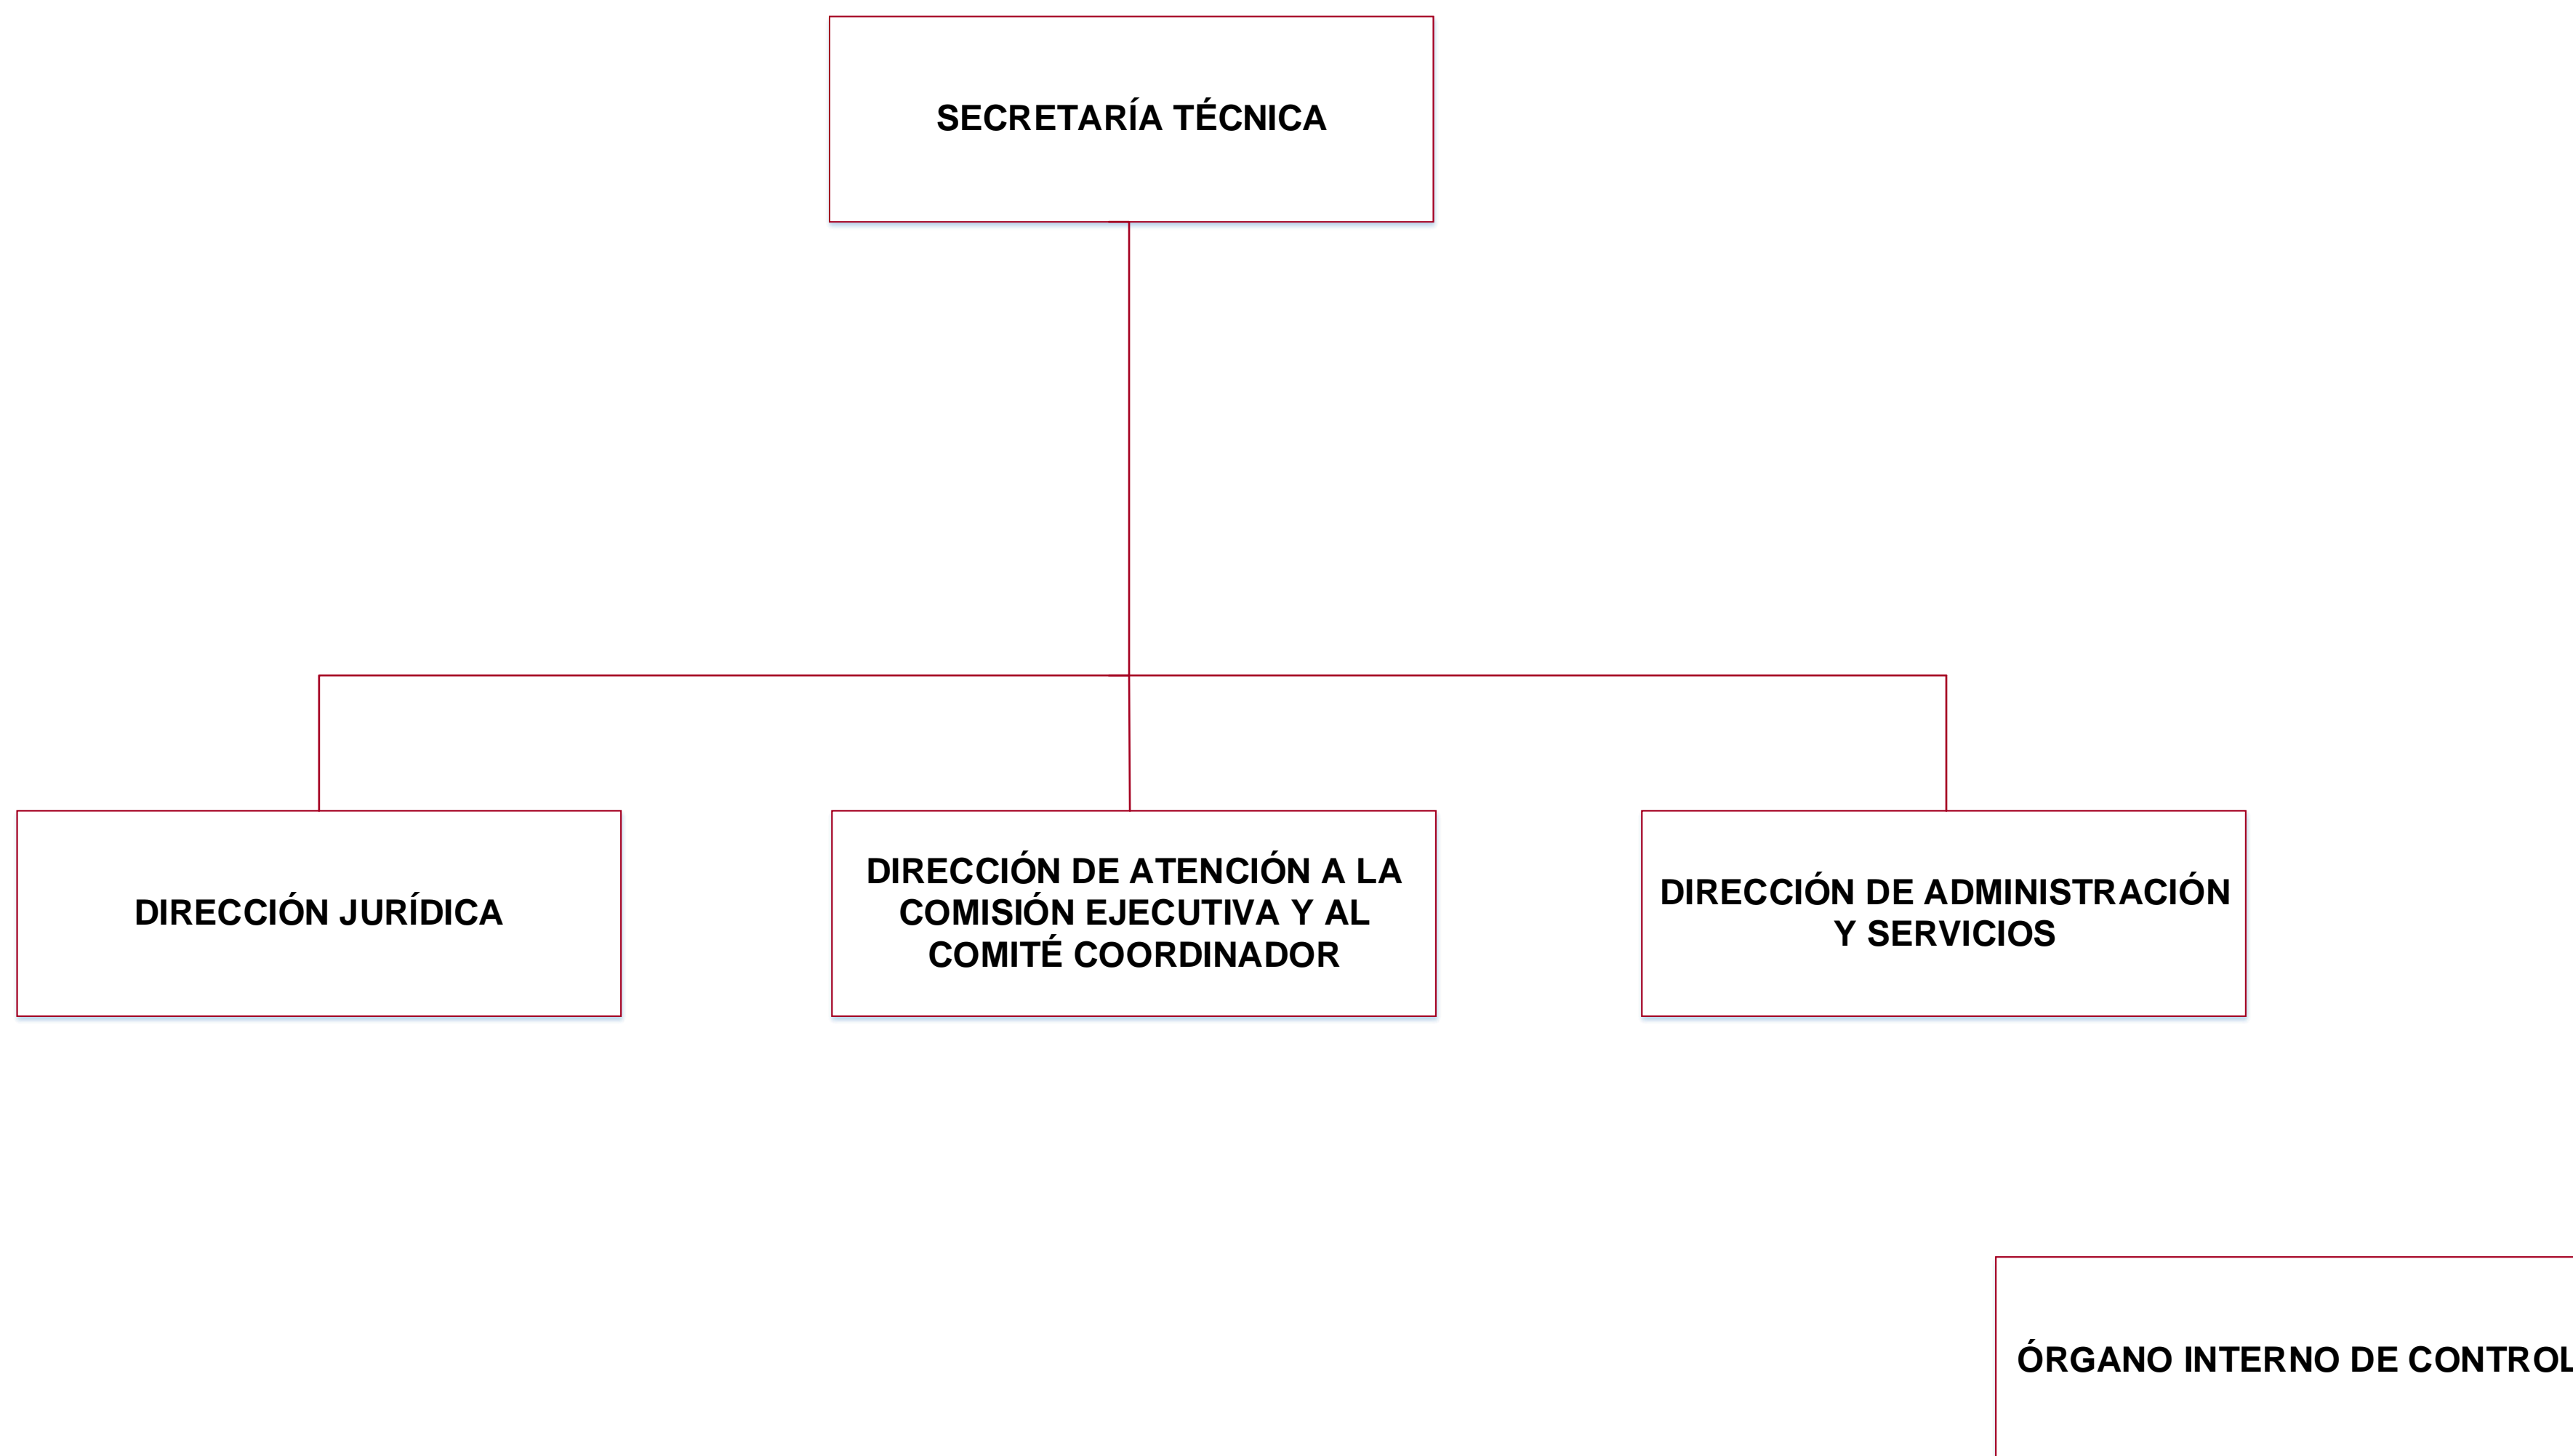 SECRETARÍA TÉCNICA
DIRECCIÓN JURÍDICA
DIRECCIÓN DE ATENCIÓN A LA
COMISIÓN EJECUTIVA Y AL
COMITÉ COORDINADOR
DIRECCIÓN DE ADMINISTRACIÓN
Y SERVICIOS
ÓRGANO INTERNO DE CONTROL